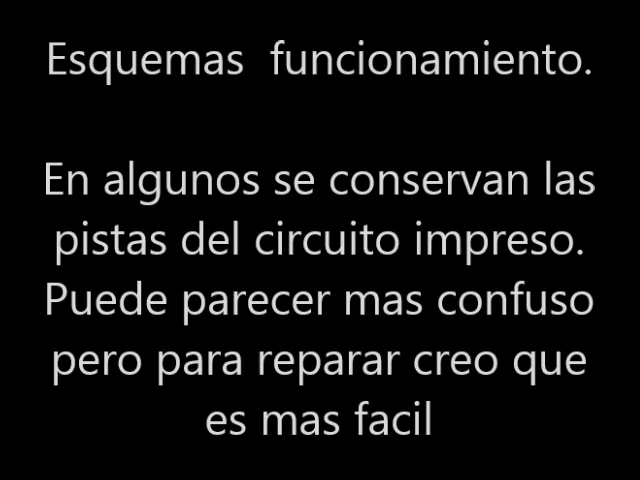 Esquemas  funcionamiento.
En algunos se conservan las
pistas del circuito impreso.
Puede parecer mas confuso
pero para reparar creo que
es mas facil